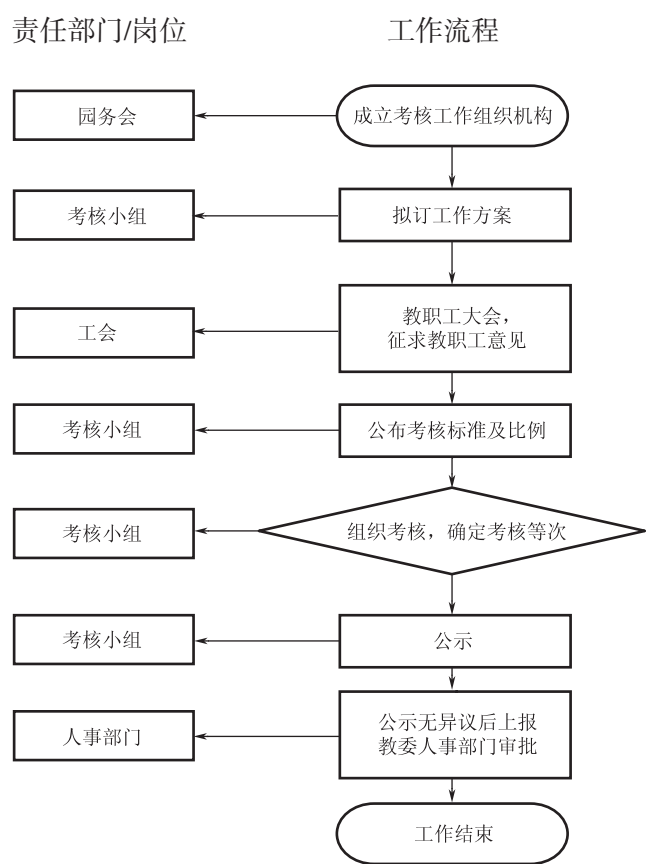 责任部门/岗位
工作流程
园务会
成立考核工作组织机构
考核小组
拟订工作方案
工会
教职工大会，
征求教职工意见
考核小组
公布考核标准及比例
考核小组
组织考核，确定考核等次
考核小组
公示
人事部门
公示无异议后上报
教委人事部门审批
工作结束